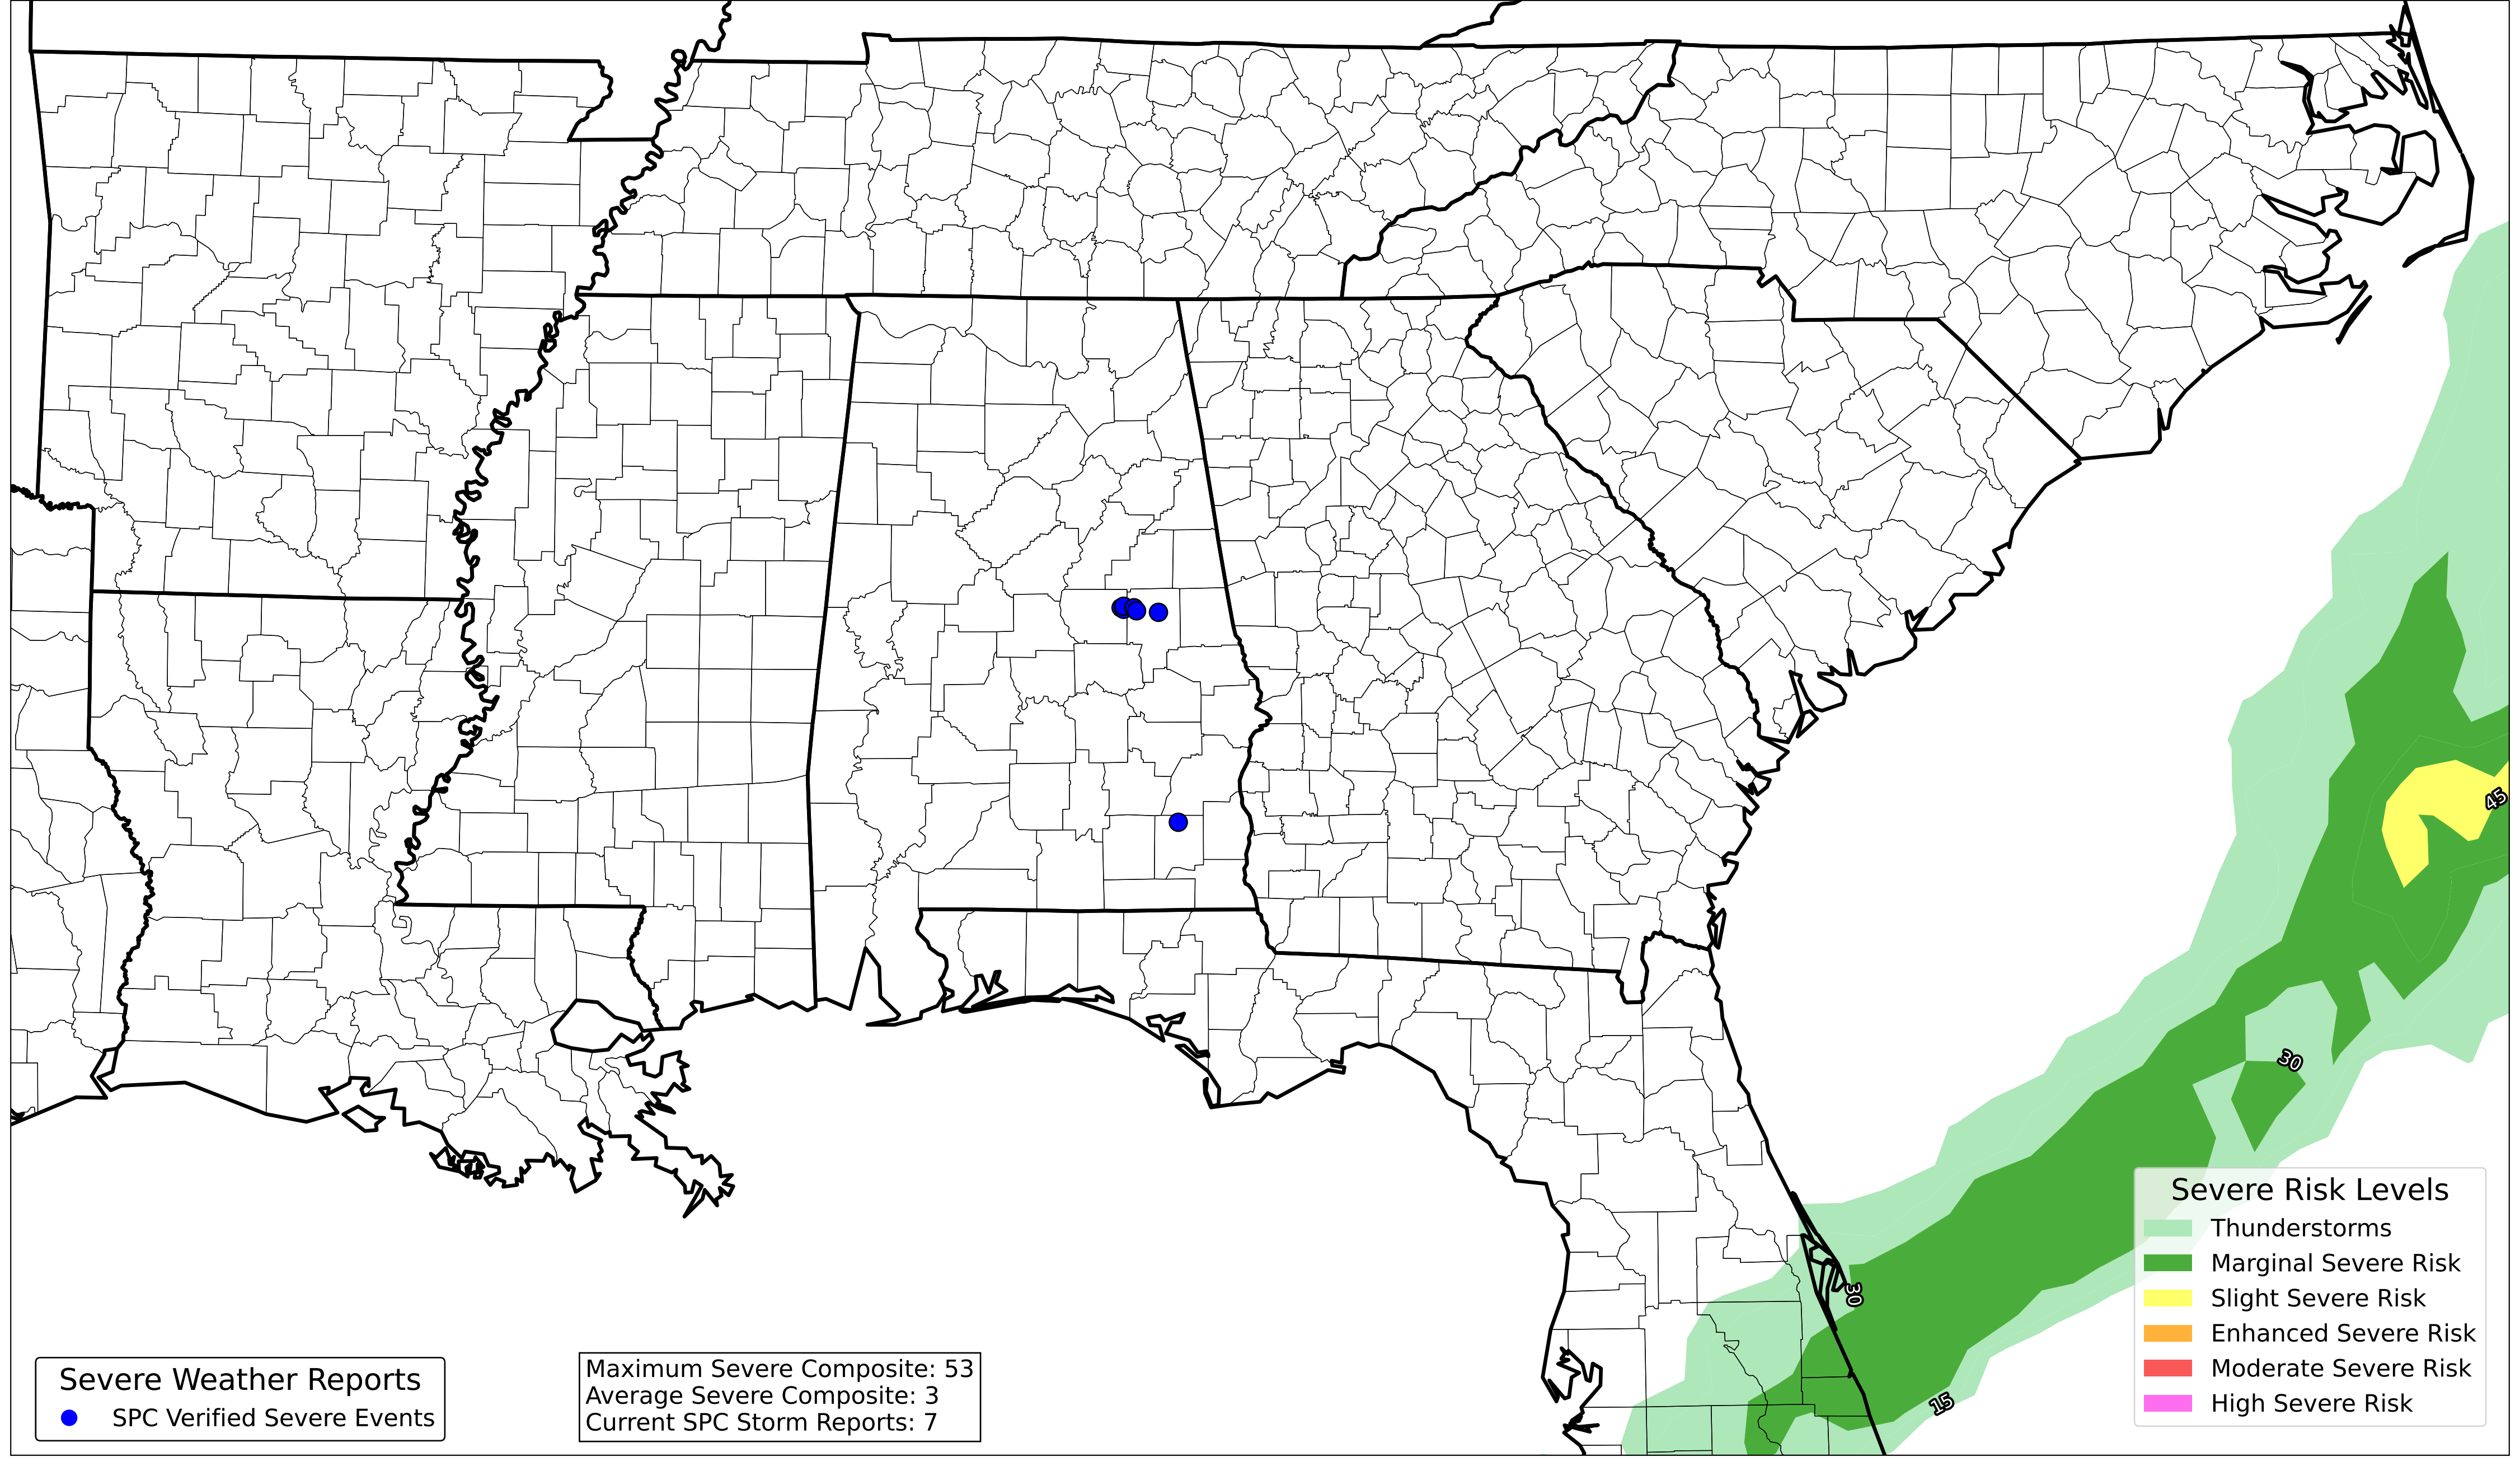 45
30
30
15
Severe Weather Reports
SPC Verified Severe Events
Maximum Severe Composite: 53
Average Severe Composite: 3
Current SPC Storm Reports: 7
Severe Risk Levels
Thunderstorms
Marginal Severe Risk
Slight Severe Risk
Enhanced Severe Risk
Moderate Severe Risk
High Severe Risk